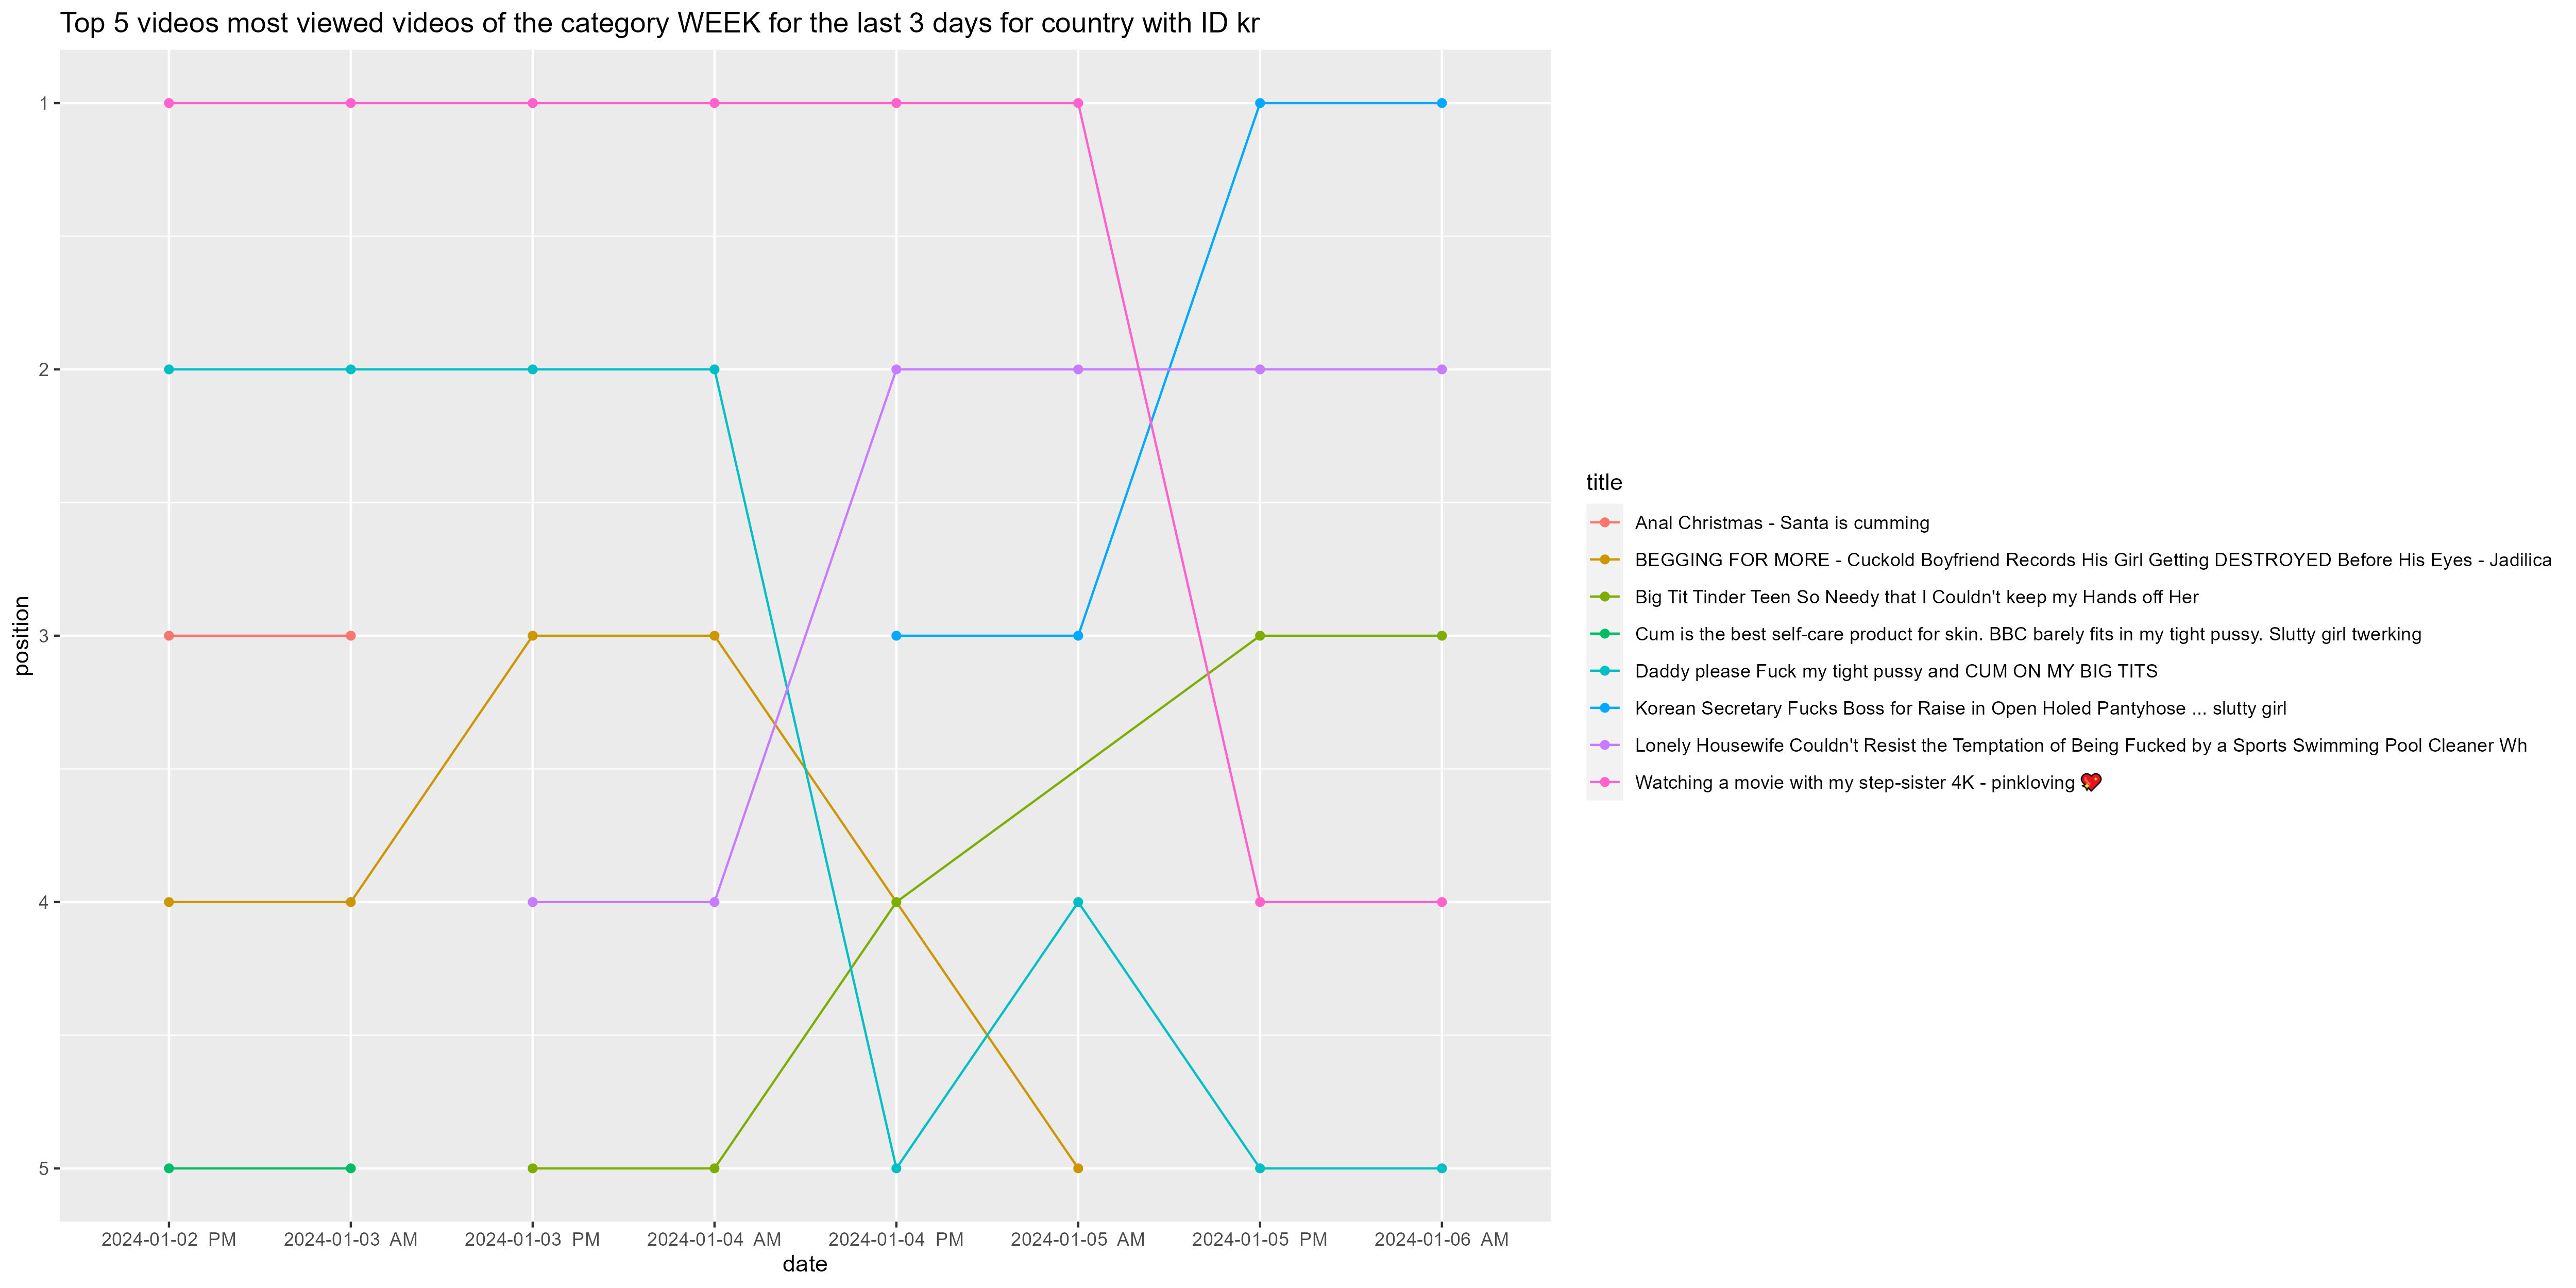 Top 5 videos most viewed videos of the category WEEK for the last 3 days for country with ID kr
1
2
3
4
5
position
2024-01-02 PM
2024-01-03 AM
2024-01-03 PM
2024-01-04 AM
2024-01-04 PM
2024-01-05 AM
2024-01-05 PM
2024-01-06 AM
date
title
Anal Christmas - Santa is cumming
BEGGING FOR MORE - Cuckold Boyfriend Records His Girl Getting DESTROYED Before His Eyes - Jadilica
Big Tit Tinder Teen So Needy that I Couldn't keep my Hands off Her
Cum is the best self-care product for skin. BBC barely fits in my tight pussy. Slutty girl twerking
Daddy please Fuck my tight pussy and CUM ON MY BIG TITS
Korean Secretary Fucks Boss for Raise in Open Holed Pantyhose ... slutty girl
Lonely Housewife Couldn't Resist the Temptation of Being Fucked by a Sports Swimming Pool Cleaner Wh
Watching a movie with my step-sister 4K - pinkloving 💖